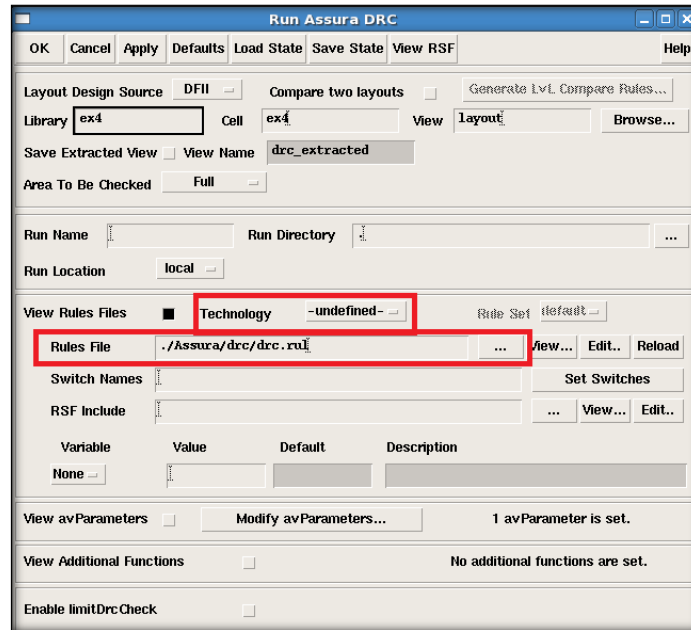 Run Assura DRC
OK Cancel Apply Defaults Load State Save State View RSF Help
Layout Design Source DFII Compare two layouts Generate LvL Compare Rules...
Library ex4 Cell ex4 View layout Browse...
Save Extracted View View Name drc_extracted
Area To Be Checked Full
Run Name Run Directory . ...
Run Location local
View Rules Files Technology -undefined- Rule Set default
Rules File ./Assura/drc/drc.rul ... View... Edit.. Reload
Switch Names Set Switches
RSF Include ... View... Edit..
Variable Value Default Description
None
View avParameters Modify avParameters... 1 avParameter is set.
View Additional Functions No additional functions are set.
Enable limitDrcCheck